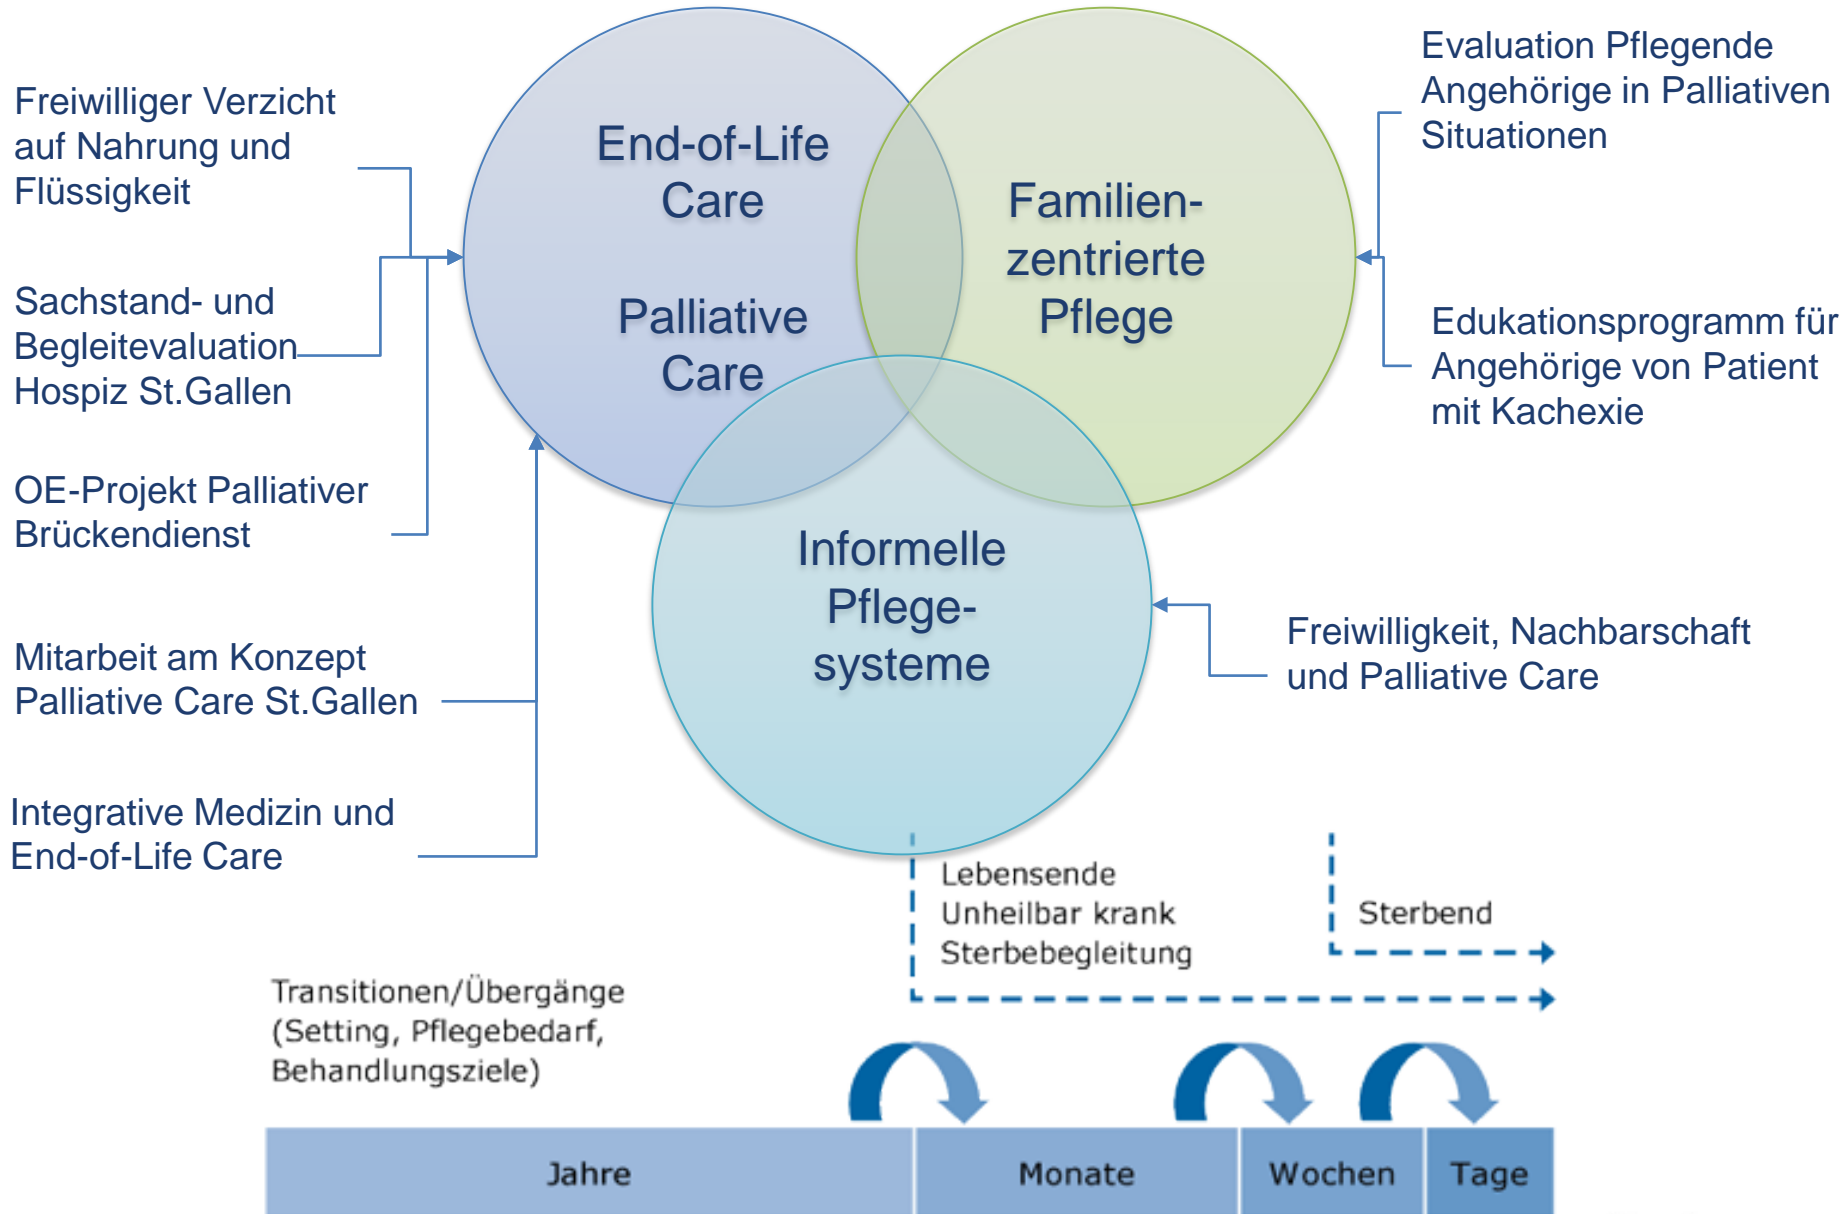 Freiwilliger Verzicht
auf Nahrung und
Flüssigkeit
Sachstand- und
Begleitevaluation
Hospiz St.Gallen
OE-Projekt Palliativer
Brückendienst
Mitarbeit am Konzept
Palliative Care St.Gallen
Integrative Medizin und
End-of-Life Care
End-of-Life
Care
Palliative
Care
Familien-
zentrierte
Pflege
Informelle
Pflege-
systeme
Evaluation Pflegende
Angehörige in Palliativen
Situationen
Edukationsprogramm für
Angehörige von Patient
mit Kachexie
Freiwilligkeit, Nachbarschaft
und Palliative Care
Lebensende
Unheilbar krank
Sterbebegleitung
Sterbend
Transitionen/Übergänge
(Setting, Pflegebedarf,
Behandlungsziele)
Jahre
Monate
Wochen
Tage